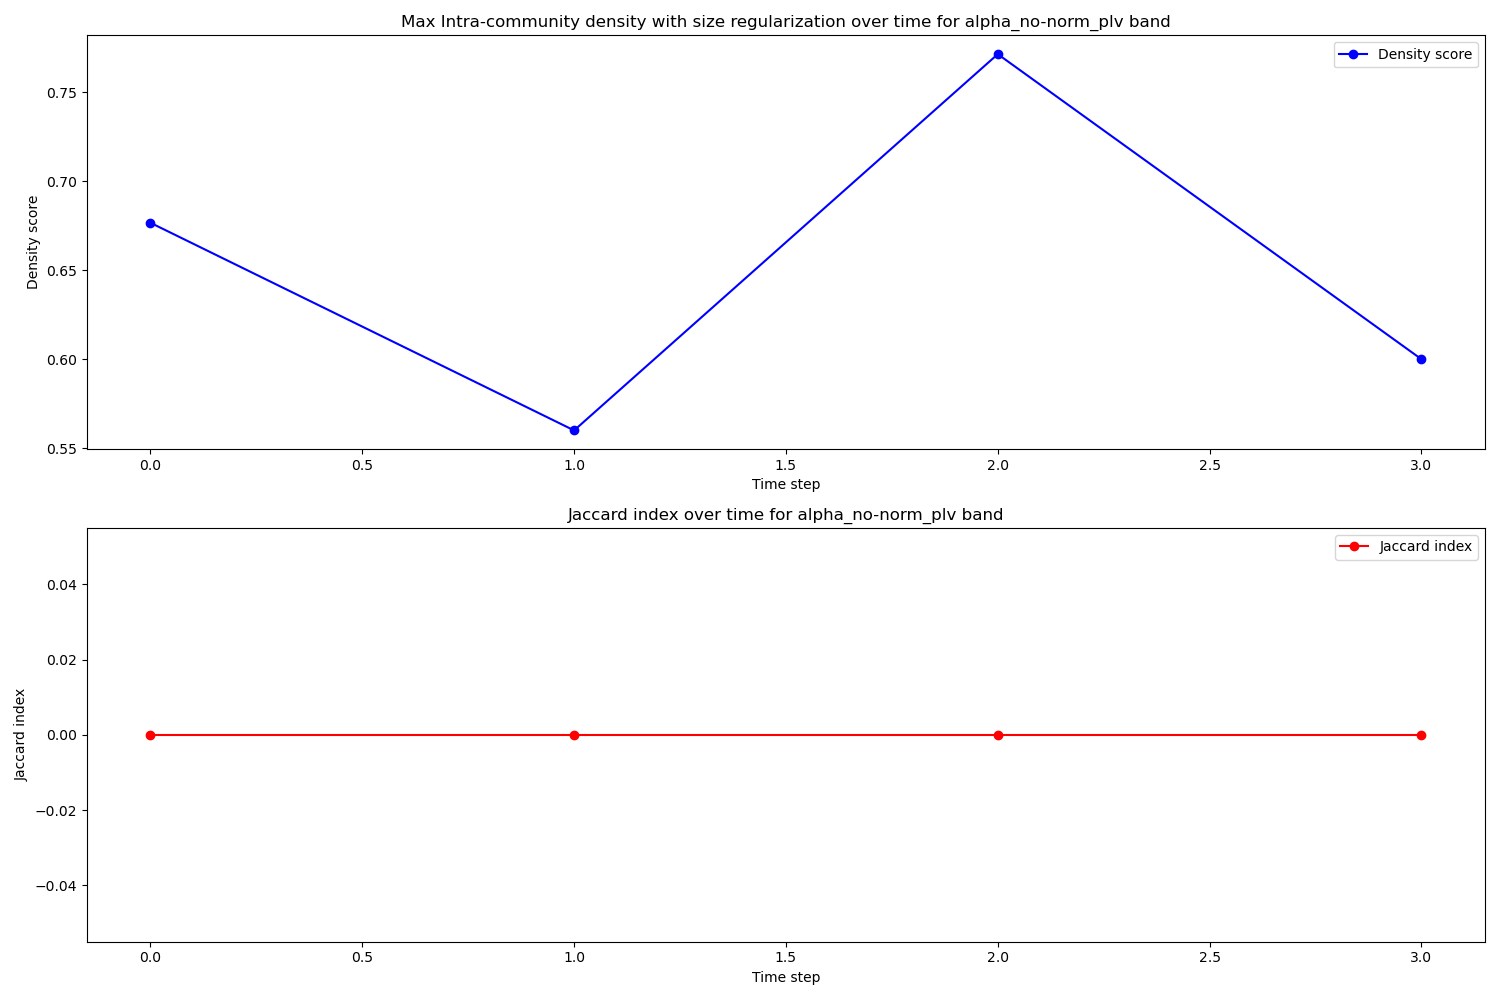 Max Intra-community density with size regularization over time for alpha_no-norm_plv band
Density score
0.75
0.70
0.65
0.60
0.55
Density score
0.0 0.5 1.0 1.5 2.0 2.5 3.0
Time step
Jaccard index over time for alpha_no-norm_plv band
Jaccard index
0.04
0.02
0.00
−0.02
−0.04
Jaccard index
0.0 0.5 1.0 1.5 2.0 2.5 3.0
Time step